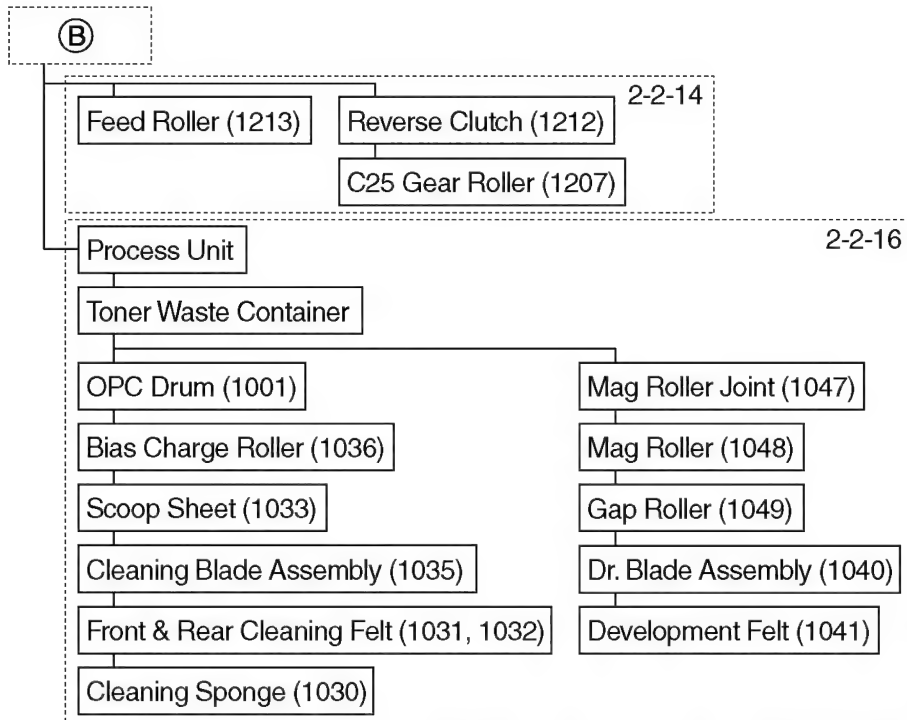 B
2-2-14
Feed Roller (1213)
Reverse Clutch (1212)
C25 Gear Roller (1207)
2-2-16
Process Unit
Toner Waste Container
OPC Drum (1001)
Bias Charge Roller (1036)
Scoop Sheet (1033)
Cleaning Blade Assembly (1035)
Front & Rear Cleaning Felt (1031, 1032)
Cleaning Sponge (1030)
Mag Roller Joint (1047)
Mag Roller (1048)
Gap Roller (1049)
Dr. Blade Assembly (1040)
Development Felt (1041)